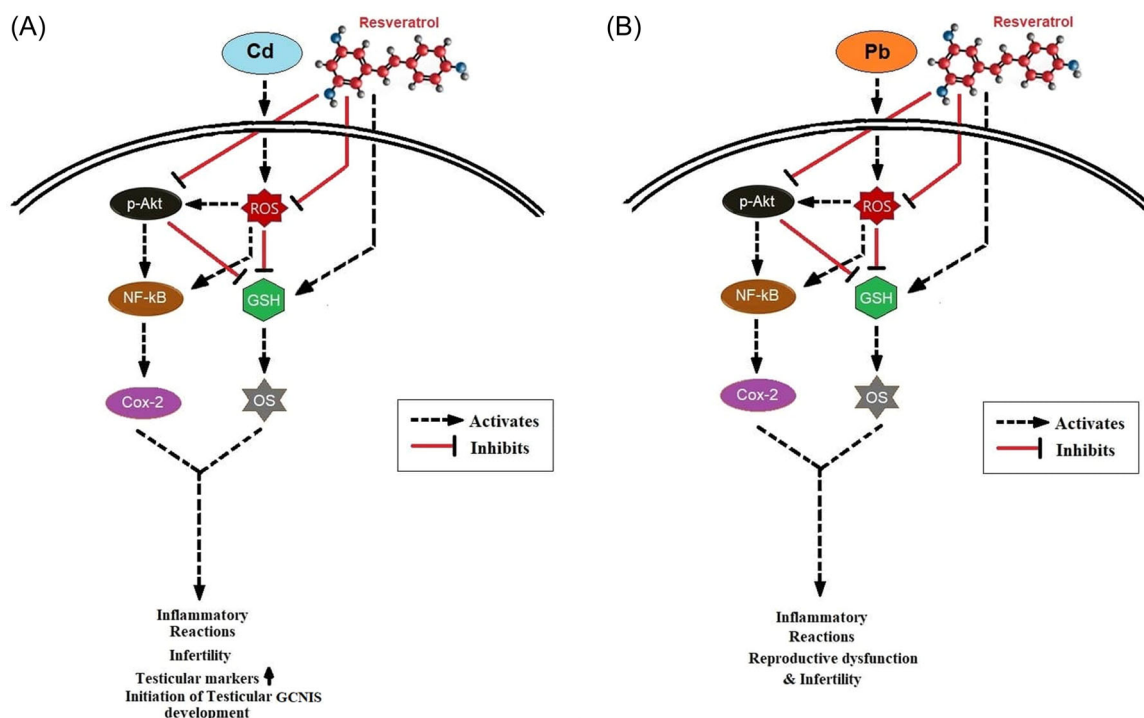 (A)
Resveratrol
Cd
p-Akt
ROS
NF-kB
GSH
Cox-2
OS
Activates
Inhibits
Inflammatory
Reactions
Infertility
Testicular markers
Initiation of Testicular GCNIS
development
(B)
Resveratrol
Pb
p-Akt
ROS
NF-kB
GSH
Cox-2
OS
Activates
Inhibits
Inflammatory
Reactions
Reproductive dysfunction
& Infertility